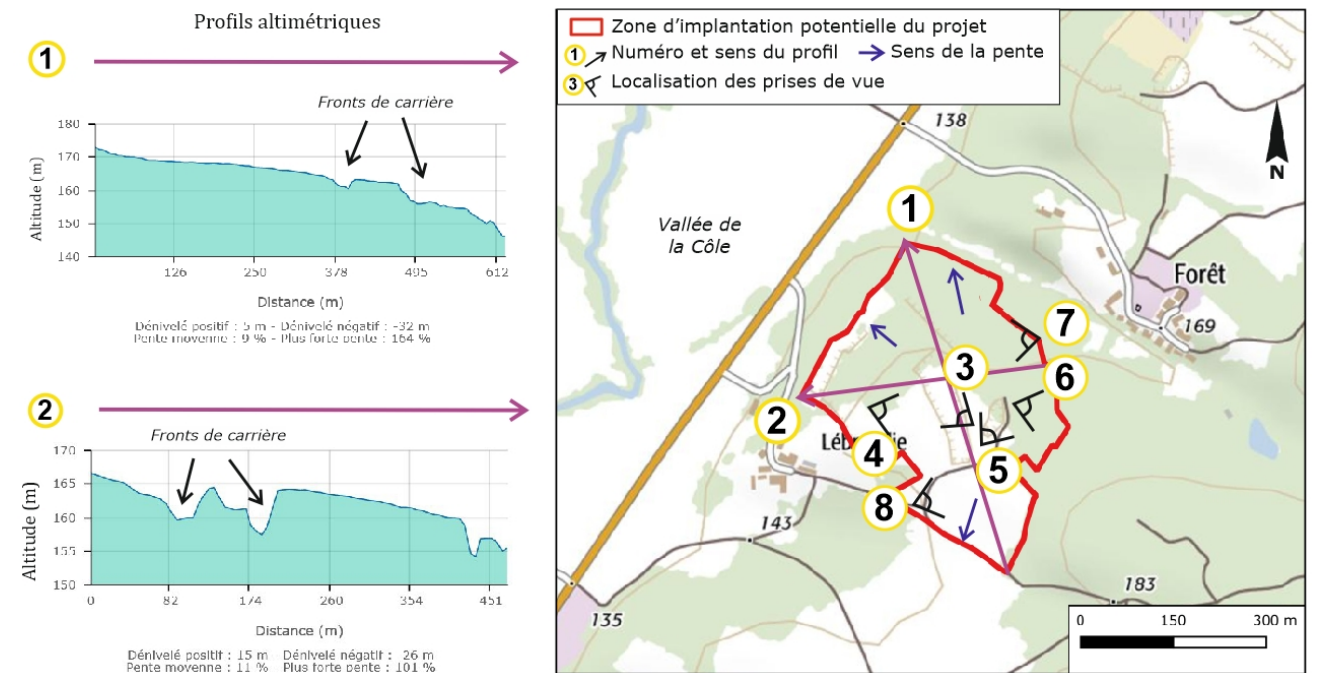 Profils altimétriques
1
Fronts de carrière
180
170
160
150
140
Altitude (m)
126
250
378
495
612
Distance (m)
Dénivelé positif : 5 m - Dénivelé négatif : -32 m
Pente moyenne : 9 % - Plus forte pente : 164 %
2
Fronts de carrière
170
165
160
155
150
Altitude (m)
0
82
174
260
354
451
Distance (m)
Dénivelé positif : 15 m Dénivelé négatif : 26 m
Pente moyenne : 11 % Plus forte pente : 101 %
Zone d'implantation potentielle du projet
1 Numéro et sens du profil Sens de la pente
3 Localisation des prises de vue
138
N
1
Vallée de
la Côle
Forêt
169
7
3
6
2
4
5
8
143
183
135
0 150 300 m